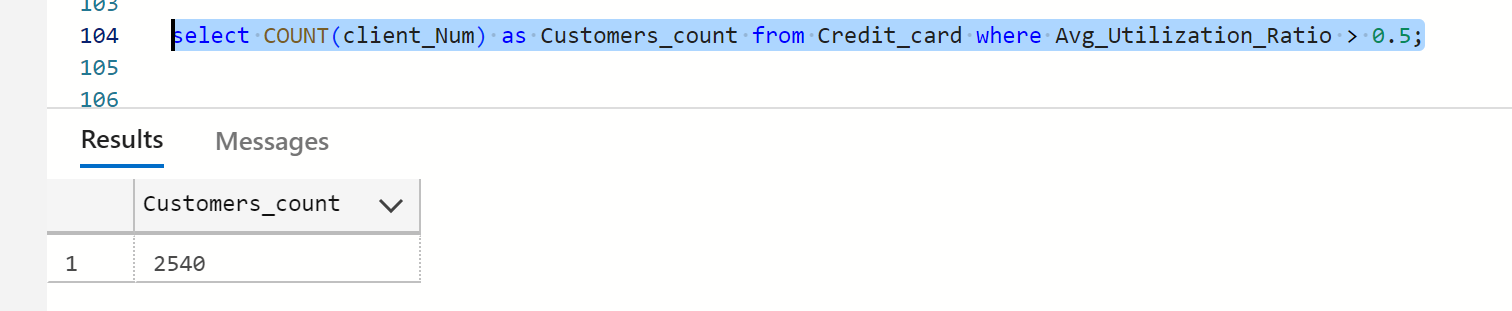 103
104 select COUNT(client_Num) as Customers_count from Credit_card where Avg_Utilization_Ratio > 0.5;
105
106
Results Messages
Customers_count
1 2540